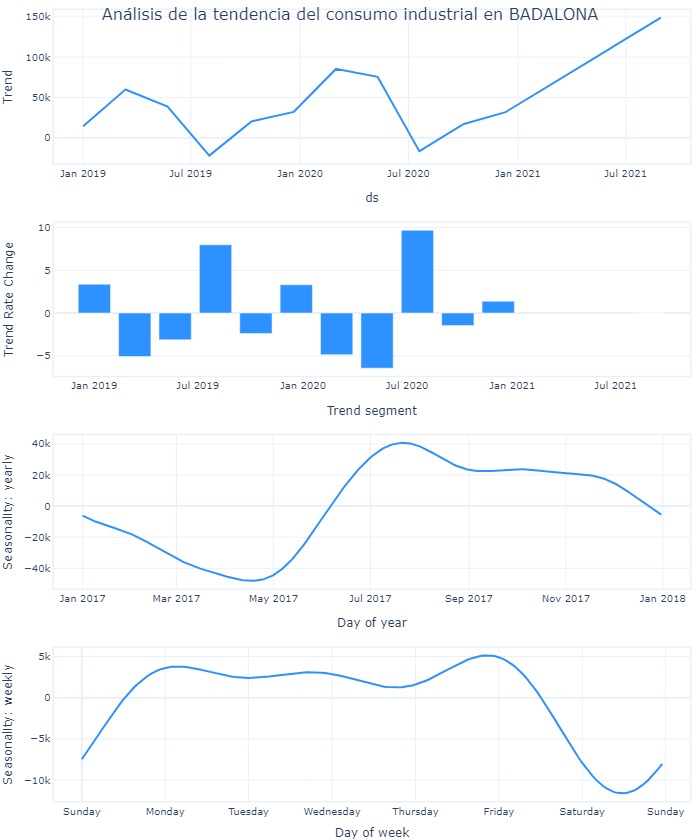 Análisis de la tendencia del consumo industrial en BADALONA
150k
100k
50k
0
Trend
Jan 2019 Jul 2019 Jan 2020 Jul 2020 Jan 2021 Jul 2021
ds
10
5
0
−5
Trend Rate Change
Jan 2019 Jul 2019 Jan 2020 Jul 2020 Jan 2021 Jul 2021
Trend segment
40k
20k
0
−20k
−40k
Seasonality: yearly
Jan 2017 Mar 2017 May 2017 Jul 2017 Sep 2017 Nov 2017 Jan 2018
Day of year
5k
0
−5k
−10k
Seasonality: weekly
Sunday Monday Tuesday Wednesday Thursday Friday Saturday Sunday
Day of week